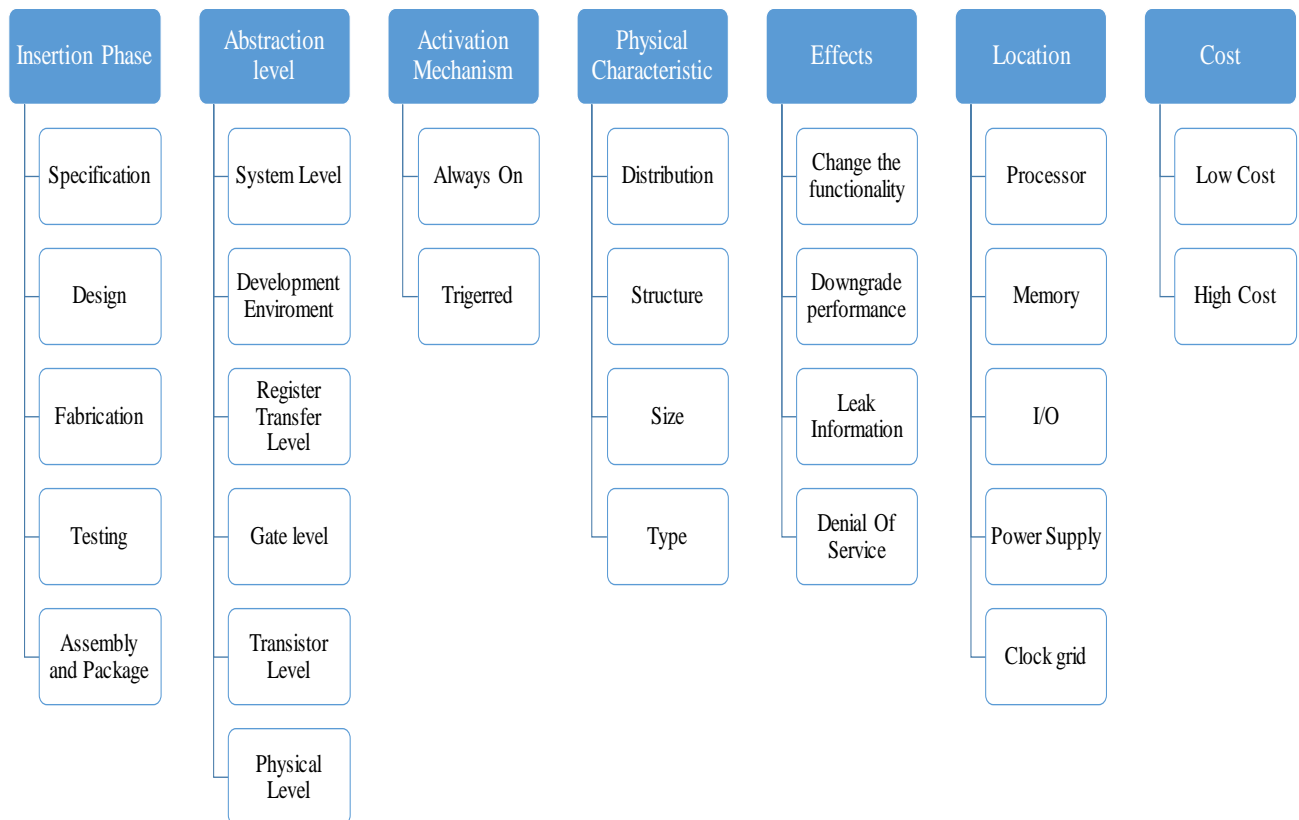 Insertion Phase
Specification
Design
Fabrication
Testing
Assembly
and Package
Abstraction
level
System Level
Development
Enviroment
Register
Transfer
Level
Gate level
Transistor
Level
Physical
Level
Activation
Mechanism
Always On
Trigerred
Physical
Characteristic
Distribution
Structure
Size
Type
Effects
Change the
functionality
Downgrade
performance
Leak
Information
Denial Of
Service
Location
Processor
Memory
I/O
Power Supply
Clock grid
Cost
Low Cost
High Cost